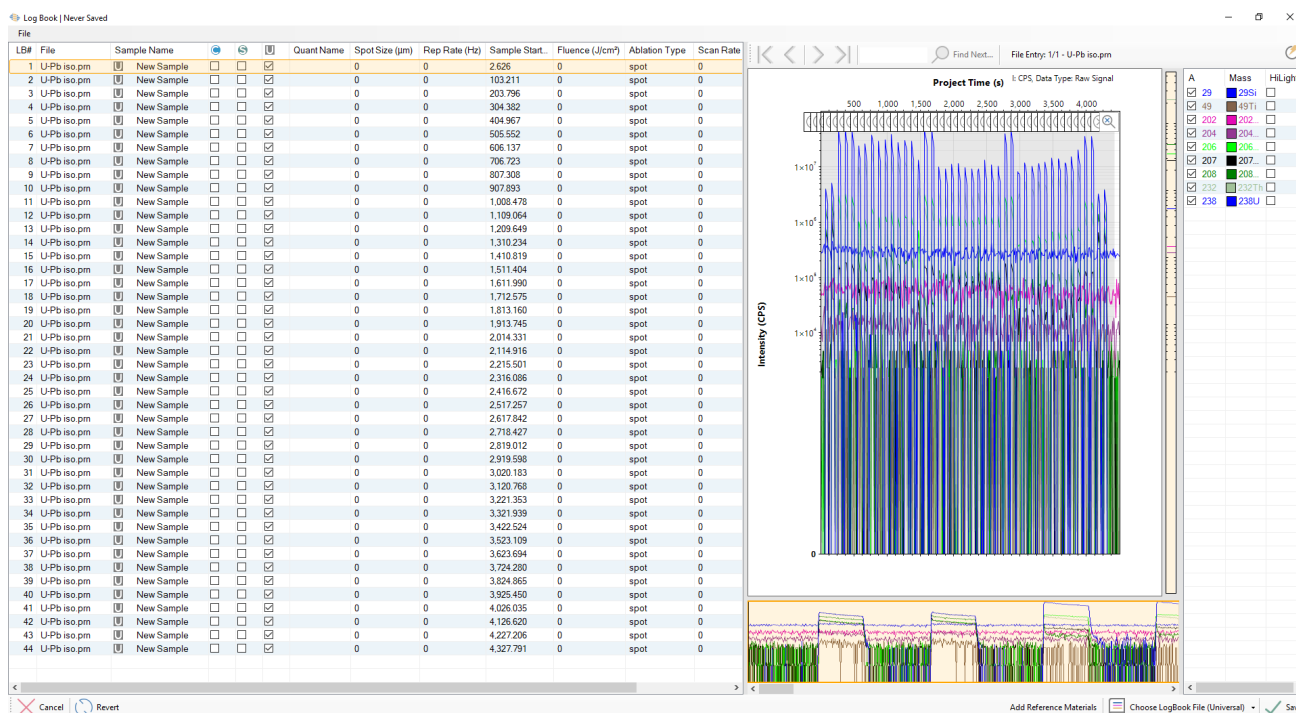 Log Book | Never Saved
File
LB# File Sample Name C S U Quant Name Spot Size (µm) Rep Rate (Hz) Sample Start... Fluence (J/cm²) Ablation Type Scan Rate
1 U-Pb iso.prn U New Sample 0 0 2.626 0 spot 0
2 U-Pb iso.prn U New Sample 0 0 103.211 0 spot 0
3 U-Pb iso.prn U New Sample 0 0 203.796 0 spot 0
4 U-Pb iso.prn U New Sample 0 0 304.382 0 spot 0
5 U-Pb iso.prn U New Sample 0 0 404.967 0 spot 0
6 U-Pb iso.prn U New Sample 0 0 505.552 0 spot 0
7 U-Pb iso.prn U New Sample 0 0 606.137 0 spot 0
8 U-Pb iso.prn U New Sample 0 0 706.723 0 spot 0
9 U-Pb iso.prn U New Sample 0 0 807.308 0 spot 0
10 U-Pb iso.prn U New Sample 0 0 907.893 0 spot 0
11 U-Pb iso.prn U New Sample 0 0 1,008.478 0 spot 0
12 U-Pb iso.prn U New Sample 0 0 1,109.064 0 spot 0
13 U-Pb iso.prn U New Sample 0 0 1,209.649 0 spot 0
14 U-Pb iso.prn U New Sample 0 0 1,310.234 0 spot 0
15 U-Pb iso.prn U New Sample 0 0 1,410.819 0 spot 0
16 U-Pb iso.prn U New Sample 0 0 1,511.404 0 spot 0
17 U-Pb iso.prn U New Sample 0 0 1,611.990 0 spot 0
18 U-Pb iso.prn U New Sample 0 0 1,712.575 0 spot 0
19 U-Pb iso.prn U New Sample 0 0 1,813.160 0 spot 0
20 U-Pb iso.prn U New Sample 0 0 1,913.745 0 spot 0
21 U-Pb iso.prn U New Sample 0 0 2,014.331 0 spot 0
22 U-Pb iso.prn U New Sample 0 0 2,114.916 0 spot 0
23 U-Pb iso.prn U New Sample 0 0 2,215.501 0 spot 0
24 U-Pb iso.prn U New Sample 0 0 2,316.086 0 spot 0
25 U-Pb iso.prn U New Sample 0 0 2,416.672 0 spot 0
26 U-Pb iso.prn U New Sample 0 0 2,517.257 0 spot 0
27 U-Pb iso.prn U New Sample 0 0 2,617.842 0 spot 0
28 U-Pb iso.prn U New Sample 0 0 2,718.427 0 spot 0
29 U-Pb iso.prn U New Sample 0 0 2,819.012 0 spot 0
30 U-Pb iso.prn U New Sample 0 0 2,919.598 0 spot 0
31 U-Pb iso.prn U New Sample 0 0 3,020.183 0 spot 0
32 U-Pb iso.prn U New Sample 0 0 3,120.768 0 spot 0
33 U-Pb iso.prn U New Sample 0 0 3,221.353 0 spot 0
34 U-Pb iso.prn U New Sample 0 0 3,321.939 0 spot 0
35 U-Pb iso.prn U New Sample 0 0 3,422.524 0 spot 0
36 U-Pb iso.prn U New Sample 0 0 3,523.109 0 spot 0
37 U-Pb iso.prn U New Sample 0 0 3,623.694 0 spot 0
38 U-Pb iso.prn U New Sample 0 0 3,724.280 0 spot 0
39 U-Pb iso.prn U New Sample 0 0 3,824.865 0 spot 0
40 U-Pb iso.prn U New Sample 0 0 3,925.450 0 spot 0
41 U-Pb iso.prn U New Sample 0 0 4,026.035 0 spot 0
42 U-Pb iso.prn U New Sample 0 0 4,126.620 0 spot 0
43 U-Pb iso.prn U New Sample 0 0 4,227.206 0 spot 0
44 U-Pb iso.prn U New Sample 0 0 4,327.791 0 spot 0
Find Next... File Entry: 1/1 - U-Pb iso.prn
Project Time (s) I: CPS, Data Type: Raw Signal
500 1,000 1,500 2,000 2,500 3,000 3,500 4,000
1×10⁷
1×10⁶
1×10⁵
1×10⁴
0
Intensity (CPS)
A Mass HiLight
29 29Si
49 49Ti
202 202...
204 204...
206 206...
207 207...
208 208...
232 232Th
238 238U
Cancel Revert Add Reference Materials Choose LogBook File (Universal)